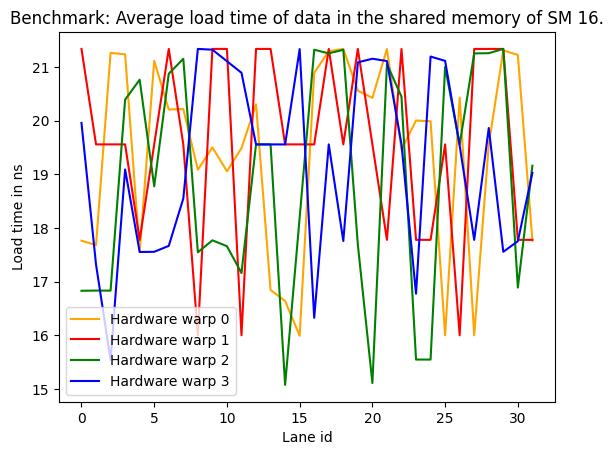 Benchmark: Average load time of data in the shared memory of SM 16.
Load time in ns
21
20
19
18
17
16
15
Hardware warp 0
Hardware warp 1
Hardware warp 2
Hardware warp 3
0 5 10 15 20 25 30
Lane id